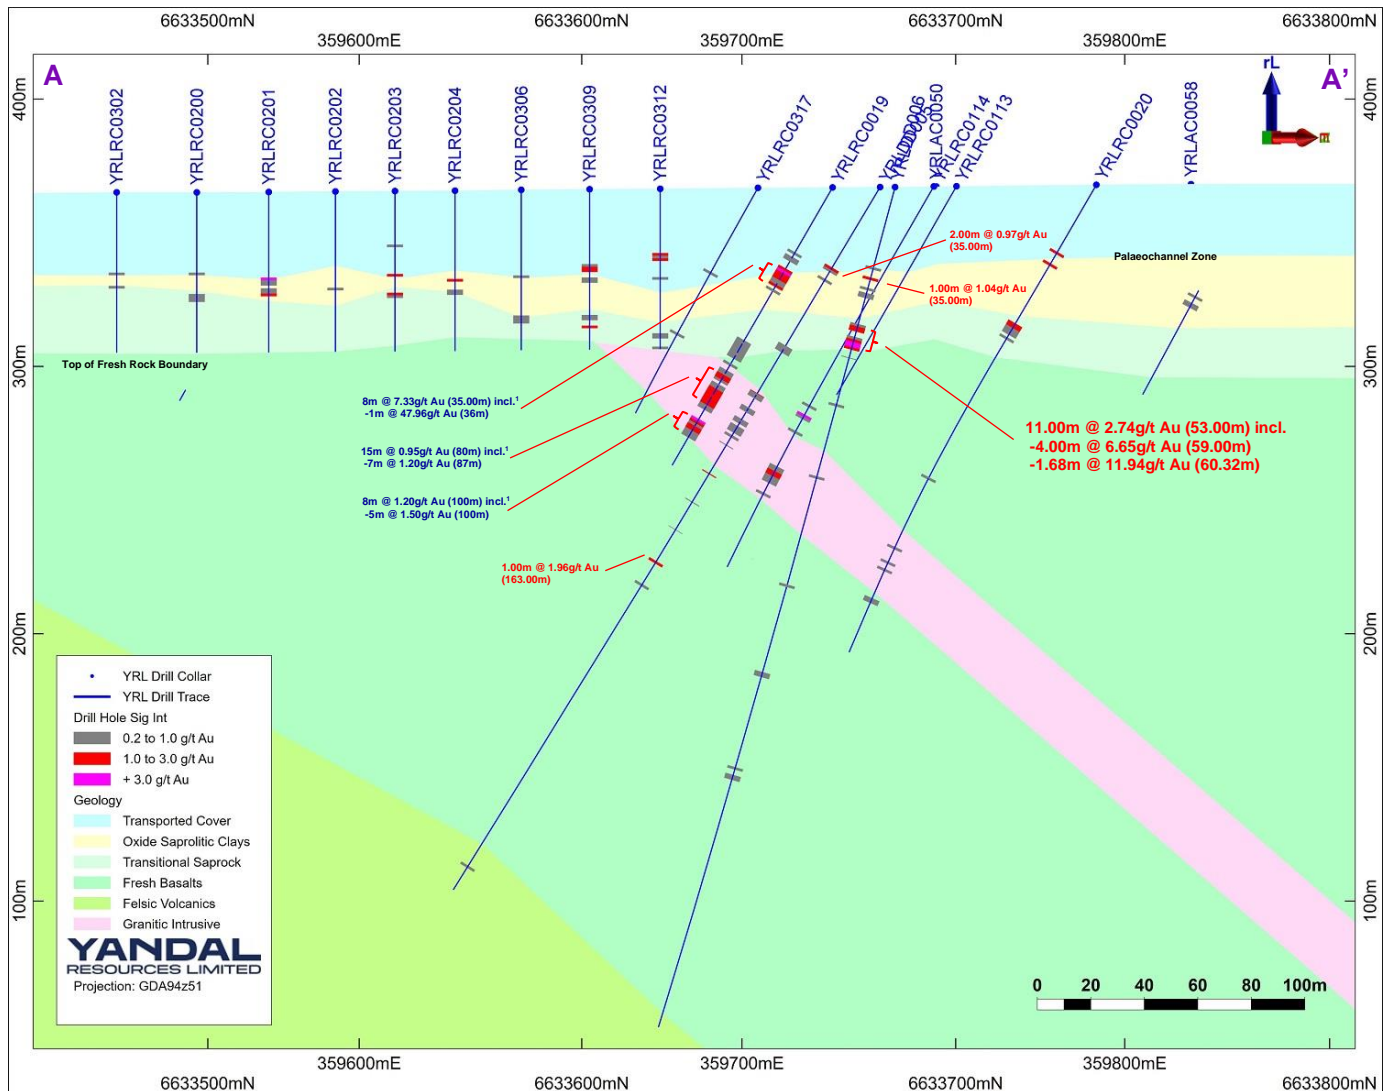 6633500mN 6633600mN 6633700mN 6633800mN
359600mE 359700mE 359800mE
A
A’
rL
E
400m
400m
YRLRC0302
YRLRC0200
YRLRC0201
YRLRC0202
YRLRC0203
YRLRC0204
YRLRC0306
YRLRC0309
YRLRC0312
YRLRC0317
YRLRC0019
YRLAC0050
YRLRC0114
YRLRC0113
YRLRC0020
YRLAC0058
2.00m @ 0.97g/t Au
(35.00m)
Palaeochannel Zone
1.00m @ 1.04g/t Au
(35.00m)
Top of Fresh Rock Boundary
300m
300m
8m @ 7.33g/t Au (35.00m) incl.¹
-1m @ 47.96g/t Au (36m)
11.00m @ 2.74g/t Au (53.00m) incl.
-4.00m @ 6.65g/t Au (59.00m)
-1.68m @ 11.94g/t Au (60.32m)
15m @ 0.95g/t Au (80m) incl.¹
-7m @ 1.20g/t Au (87m)
8m @ 1.20g/t Au (100m) incl.¹
-5m @ 1.50g/t Au (100m)
1.00m @ 1.96g/t Au
(163.00m)
200m
200m
YRL Drill Collar
YRL Drill Trace
Drill Hole Sig Int
0.2 to 1.0 g/t Au
1.0 to 3.0 g/t Au
+ 3.0 g/t Au
Geology
Transported Cover
Oxide Saprolitic Clays
Transitional Saprock
Fresh Basalts
Felsic Volcanics
Granitic Intrusive
YANDAL
RESOURCES LIMITED
Projection: GDA94z51
100m
100m
0 20 40 60 80 100m
359600mE 359700mE 359800mE
6633500mN 6633600mN 6633700mN 6633800mN